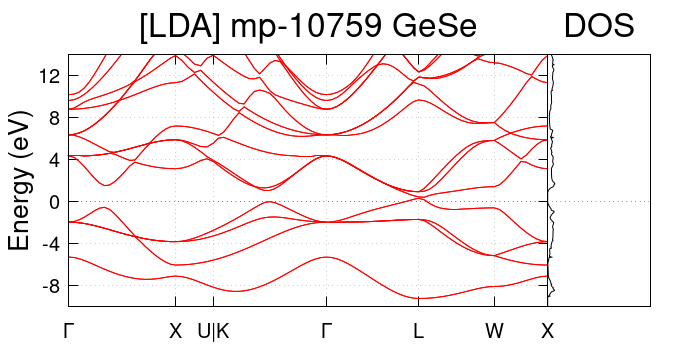 [LDA] mp-10759 GeSe DOS
Energy (eV)
12
8
4
0
-4
-8
Γ X U|K Γ L W X